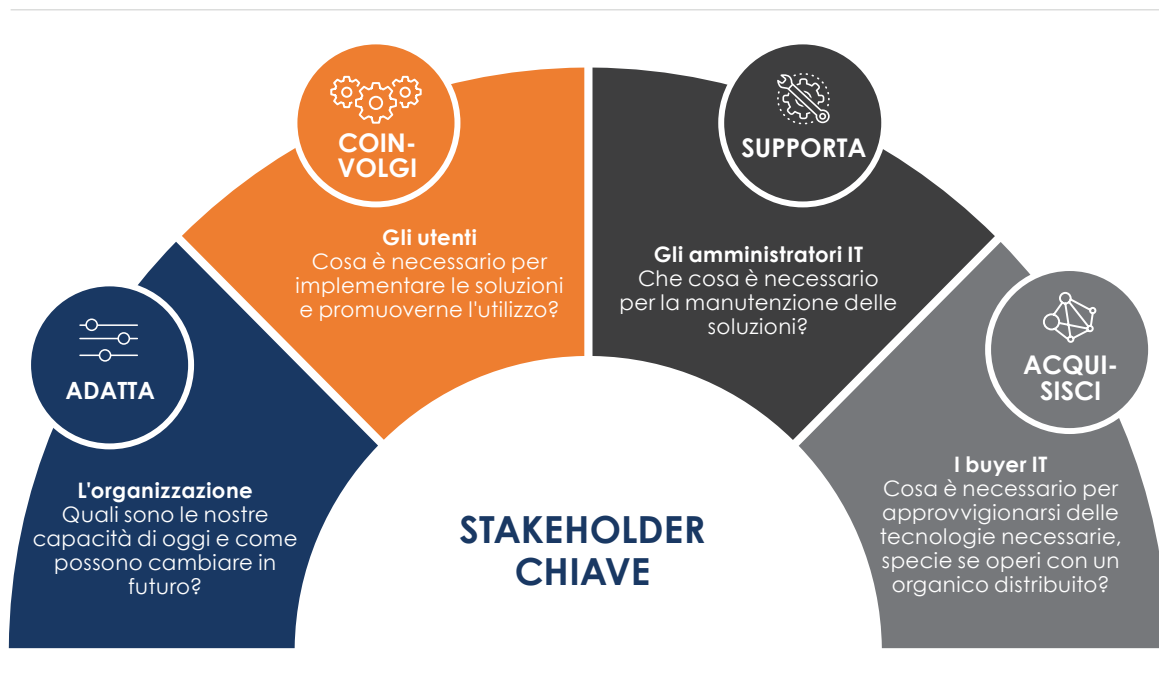 ADATTA
L'organizzazione
Quali sono le nostre
capacità di oggi e come
possono cambiare in
futuro?
COIN-
VOLGI
Gli utenti
Cosa è necessario per
implementare le soluzioni
e promuoverne l'utilizzo?
SUPPORTA
Gli amministratori IT
Che cosa è necessario
per la manutenzione delle
soluzioni?
ACQUI-
SISCI
I buyer IT
Cosa è necessario per
approvvigionarsi delle
tecnologie necessarie,
specie se operi con un
organico distribuito?
STAKEHOLDER
CHIAVE